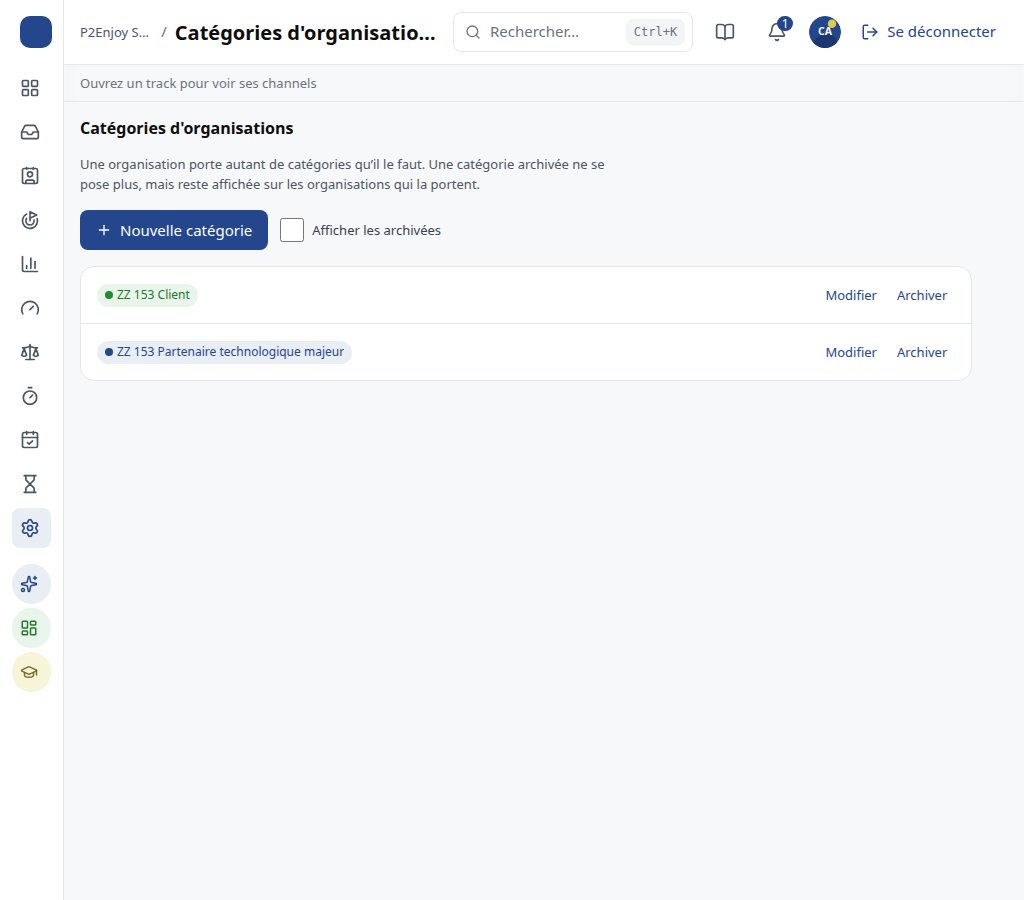 P2Enjoy S... / Catégories d'organisatio...
Rechercher...
Ctrl+K
1
CA
Se déconnecter
Ouvrez un track pour voir ses channels
Catégories d'organisations
Une organisation porte autant de catégories qu'il le faut. Une catégorie archivée ne se
pose plus, mais reste affichée sur les organisations qui la portent.
Nouvelle catégorie
Afficher les archivées
ZZ 153 Client
Modifier
Archiver
ZZ 153 Partenaire technologique majeur
Modifier
Archiver